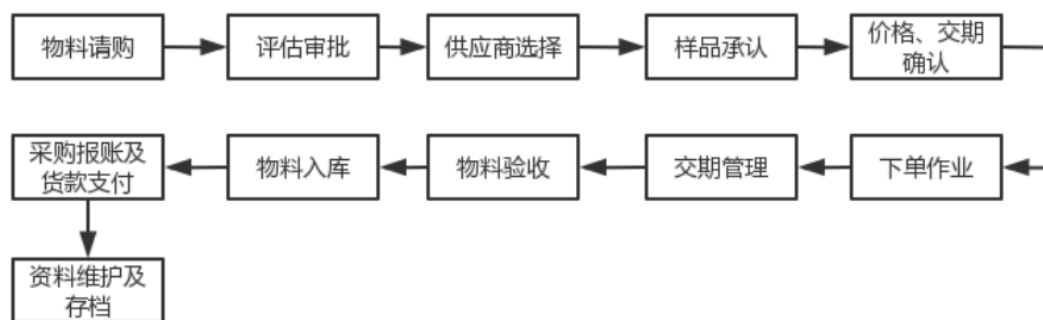 物料请购
评估审批
供应商选择
样品承认
价格、交期
确认
下单作业
交期管理
物料验收
物料入库
采购报账及
货款支付
资料维护及
存档